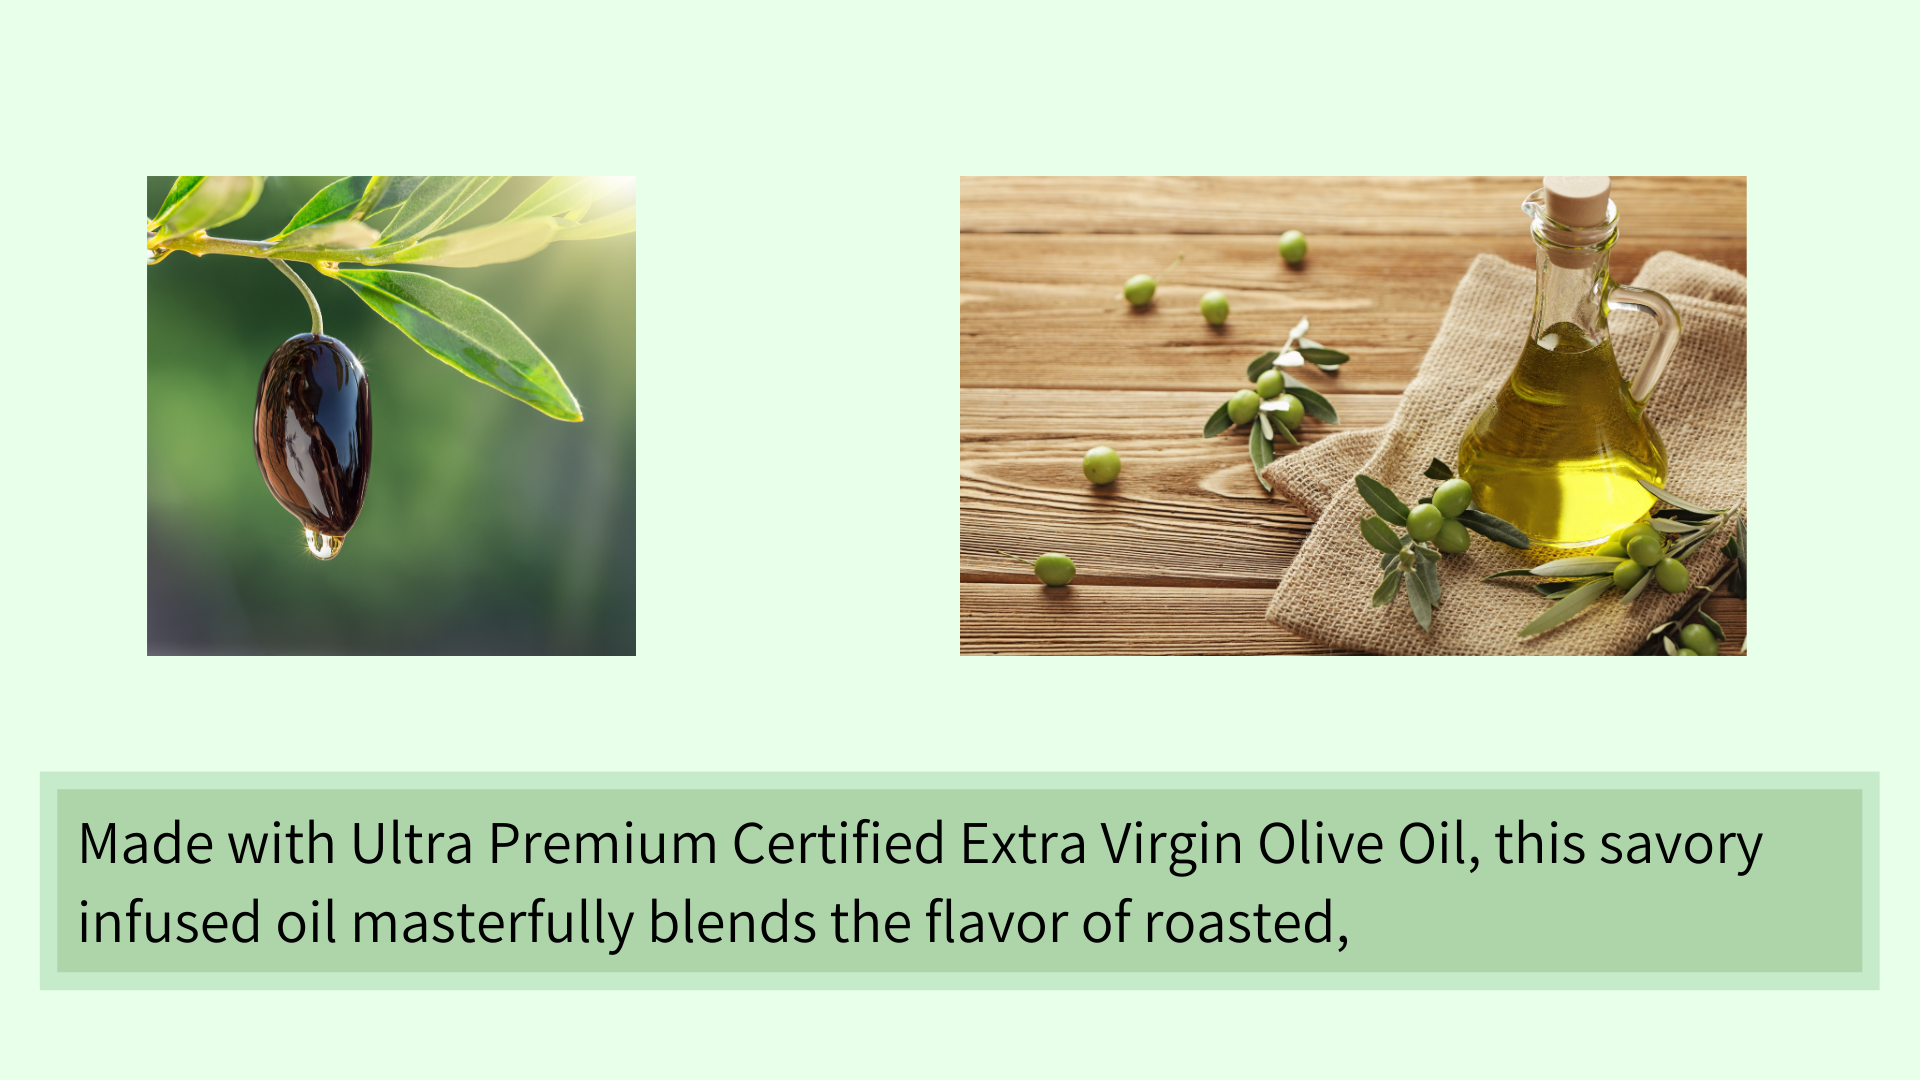 Made with Ultra Premium Certified Extra Virgin Olive Oil, this savory
infused oil masterfully blends the flavor of roasted,